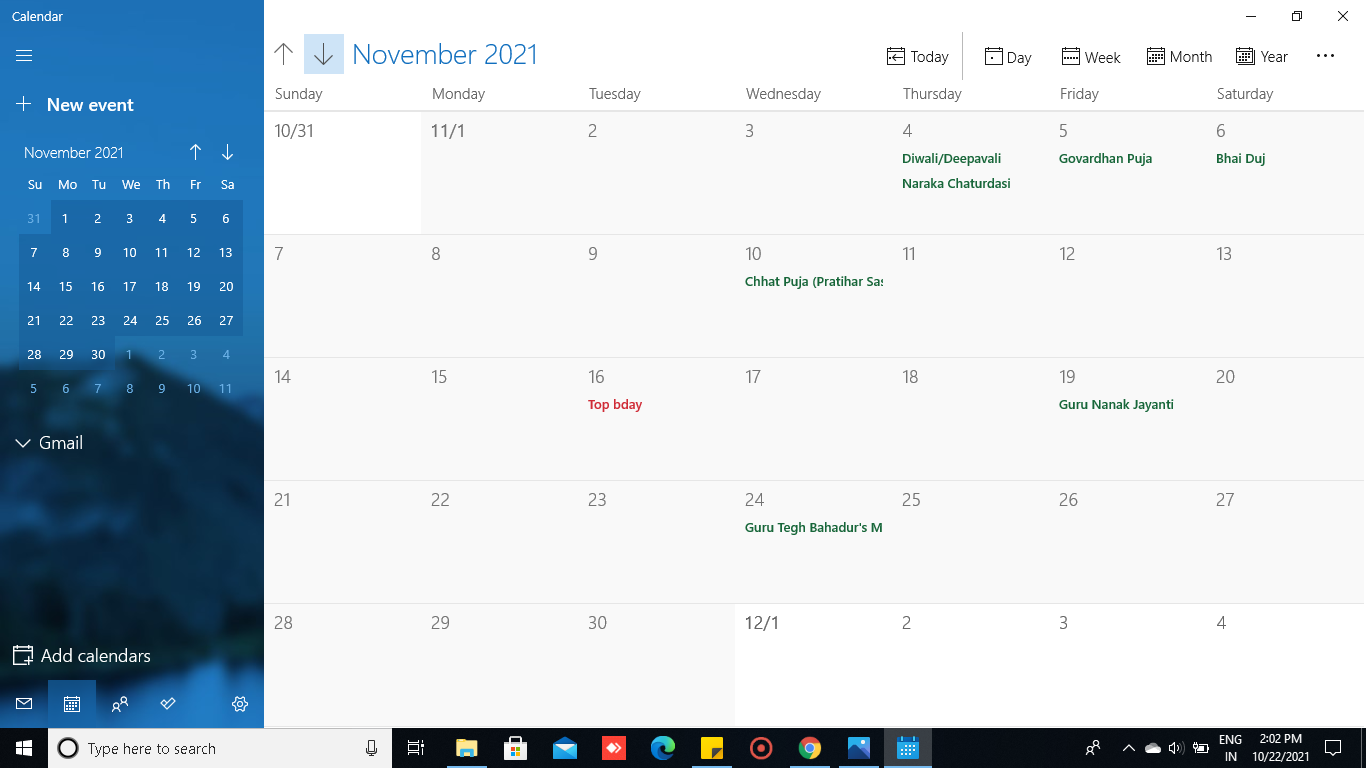 Calendar
New event
November 2021
Su Mo Tu We Th Fr Sa
31 1 2 3 4 5 6
7 8 9 10 11 12 13
14 15 16 17 18 19 20
21 22 23 24 25 26 27
28 29 30 1 2 3 4
5 6 7 8 9 10 11
Gmail
Add calendars
November 2021
Today Day Week Month Year
Sunday Monday Tuesday Wednesday Thursday Friday Saturday
10/31 11/1 2 3 4 5 6
Diwali/Deepavali Govardhan Puja Bhai Duj
Naraka Chaturdasi
7 8 9 10 11 12 13
Chhat Puja (Pratihar Sas
14 15 16 17 18 19 20
Top bday Guru Nanak Jayanti
21 22 23 24 25 26 27
Guru Tegh Bahadur's M
28 29 30 12/1 2 3 4
Type here to search
ENG
IN
2:02 PM
10/22/2021